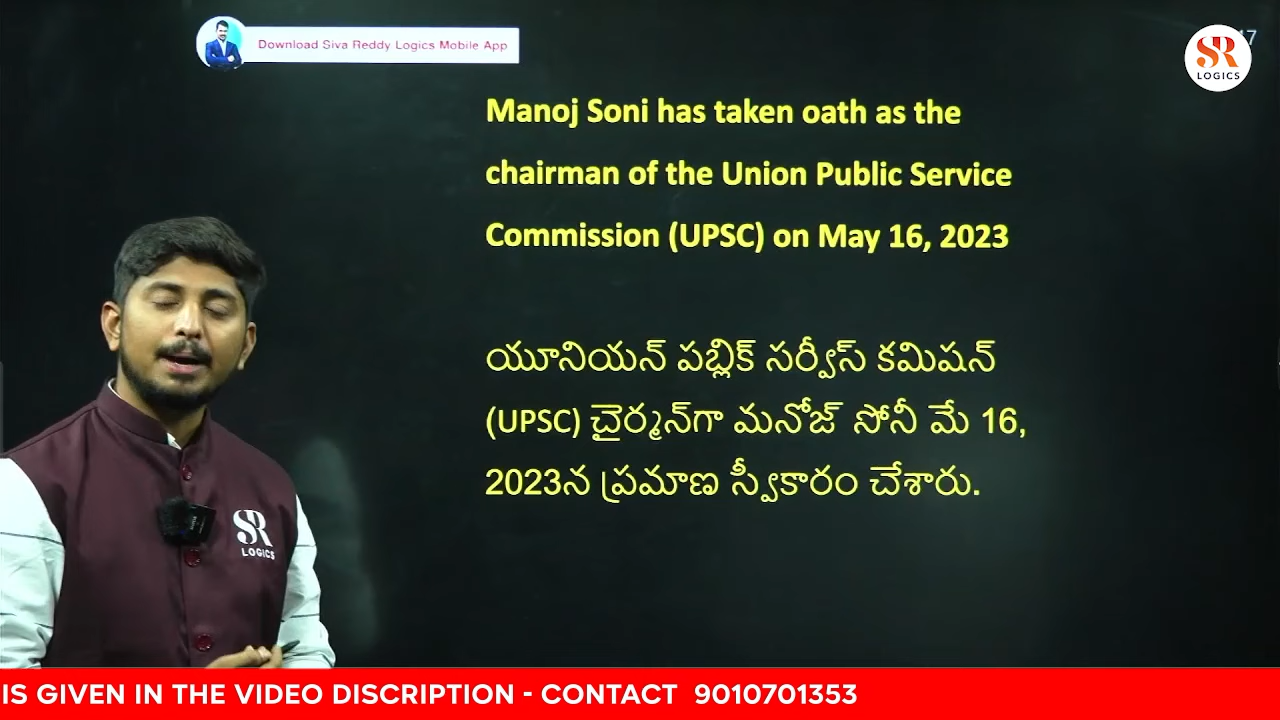 Download Siva Reddy Logics Mobile App
17
SR
LOGICS
Manoj Soni has taken oath as the
chairman of the Union Public Service
Commission (UPSC) on May 16, 2023
యూనియన్ పబ్లిక్ సర్వీస్ కమిషన్
(UPSC) ఛైర్మన్‌గా మనోజ్ సోనీ మే 16,
2023న ప్రమాణ స్వీకారం చేశారు.
SR
LOGICS
IS GIVEN IN THE VIDEO DISCRIPTION - CONTACT 9010701353